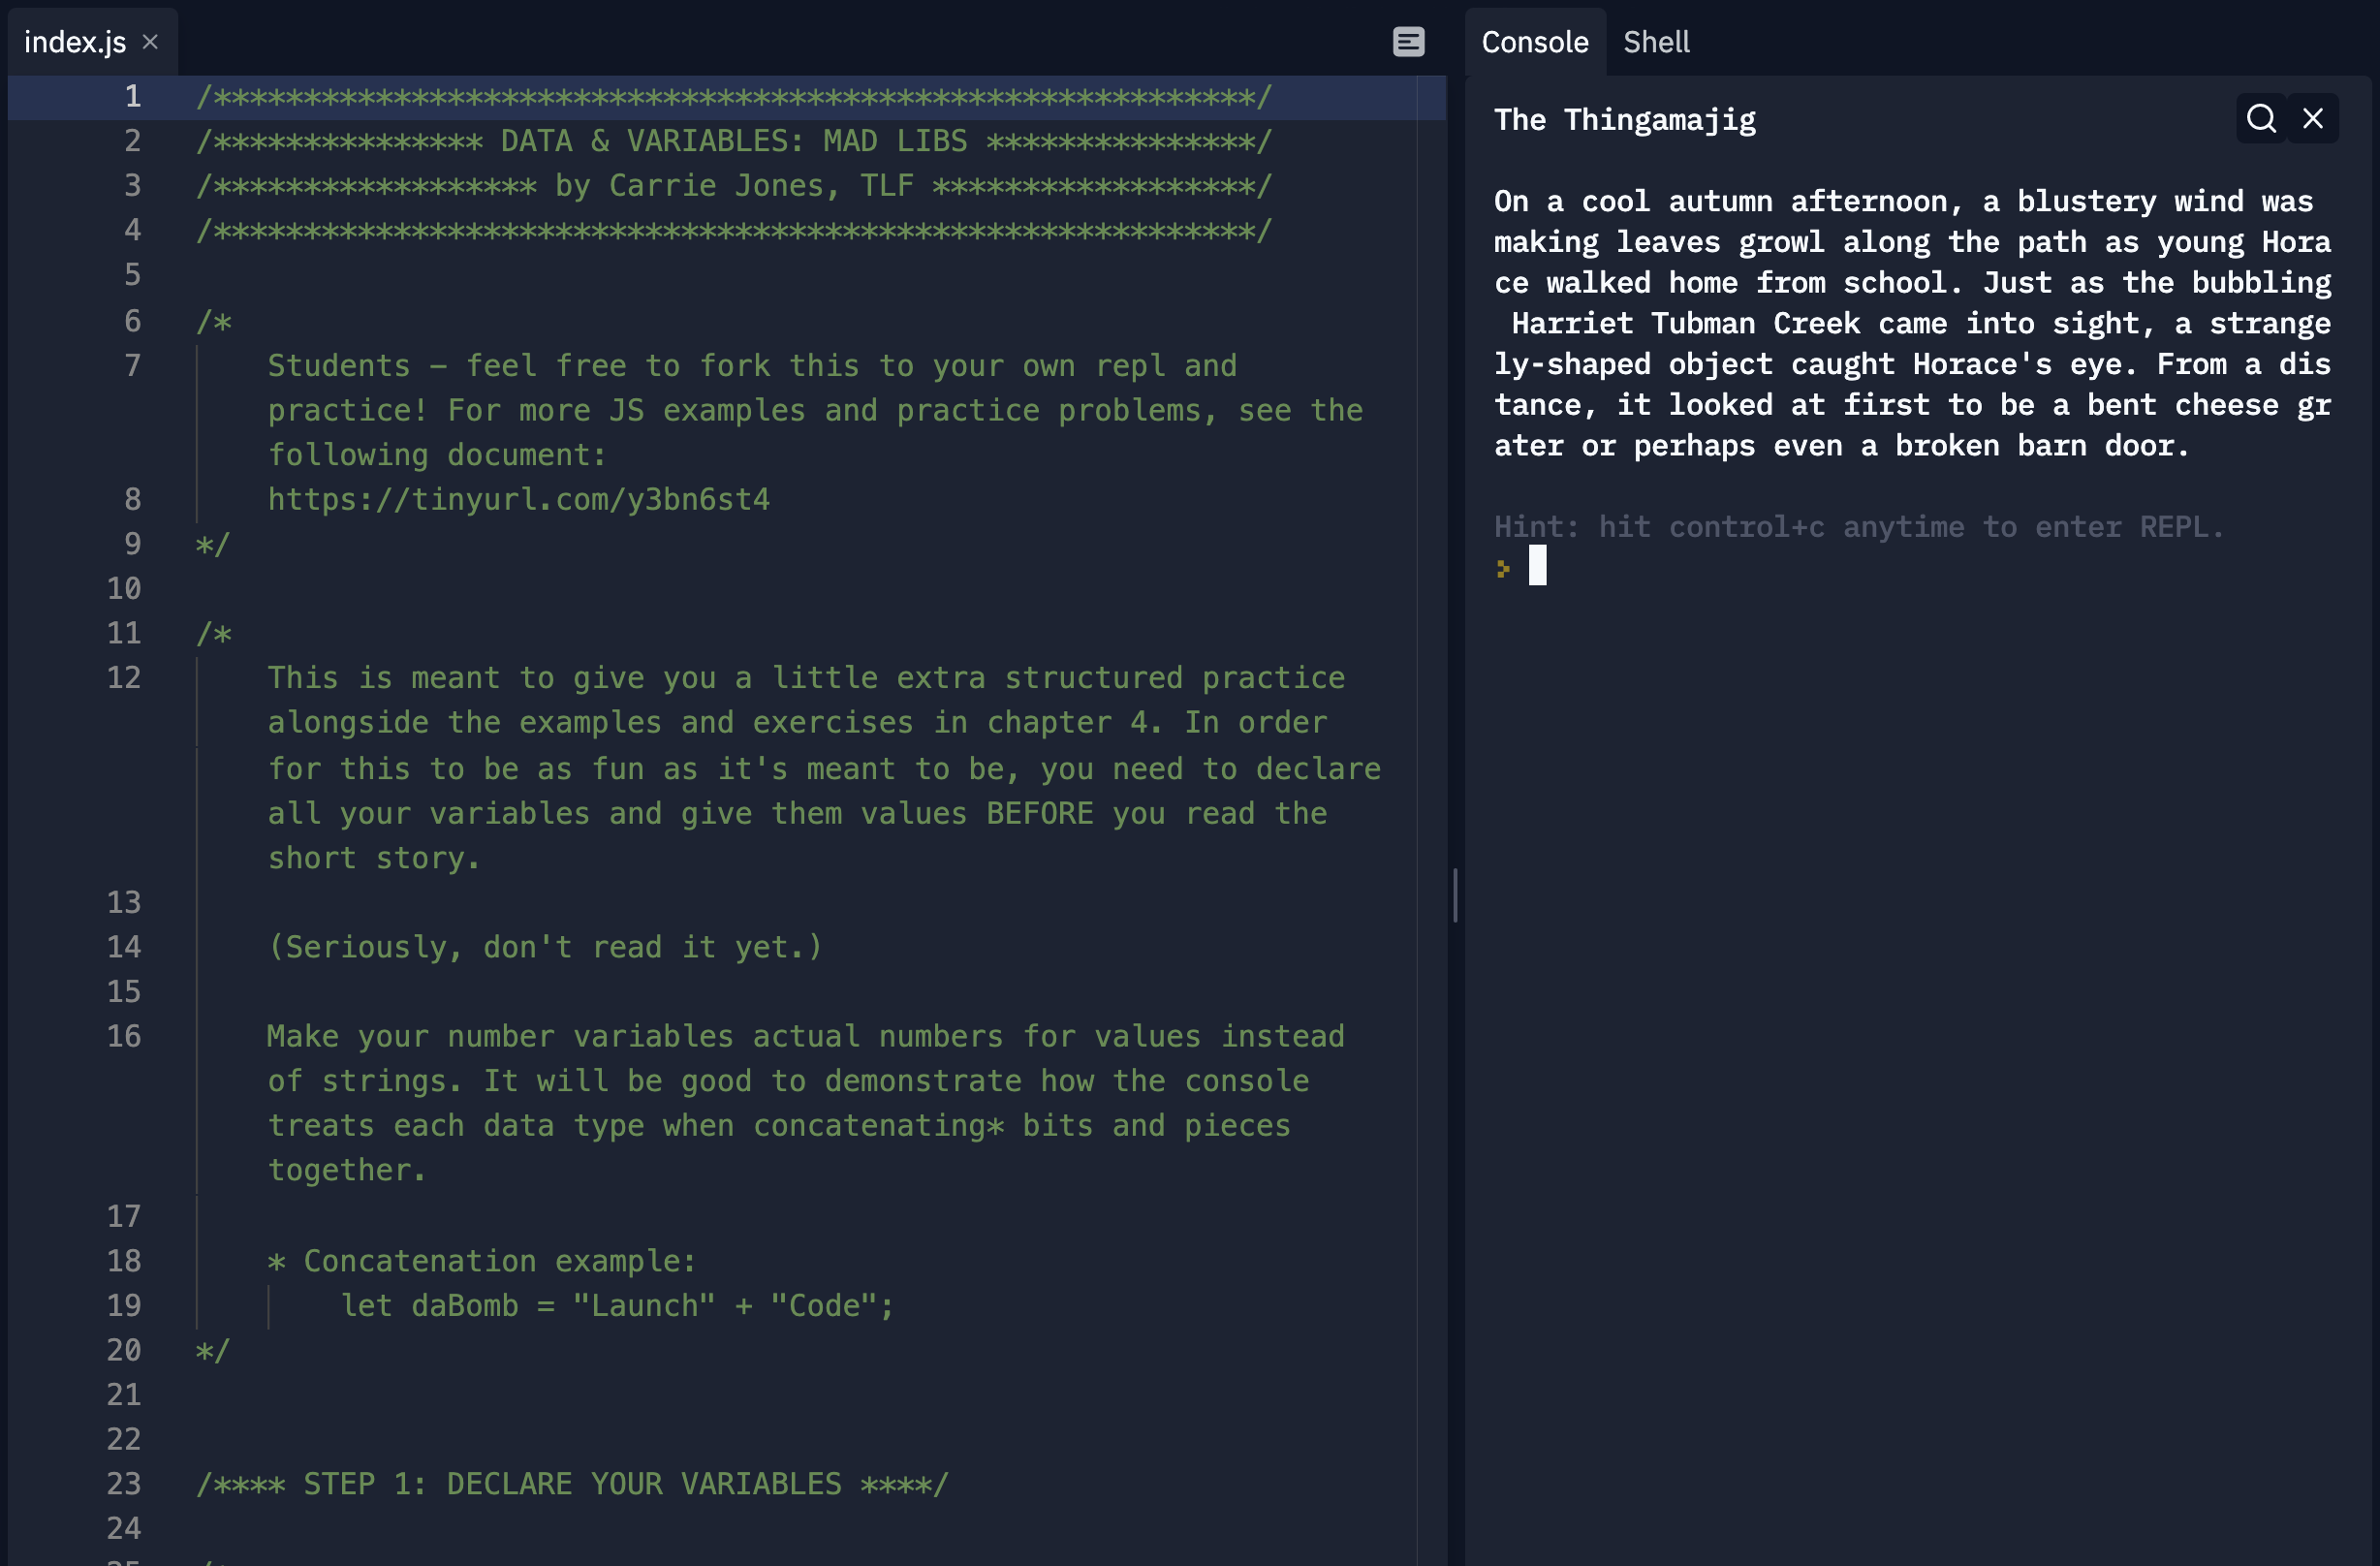 index.js ×
1 /**********************************************************/
2 /*************** DATA & VARIABLES: MAD LIBS ***************/
3 /****************** by Carrie Jones, TLF ******************/
4 /**********************************************************/
5
6 /*
7 Students – feel free to fork this to your own repl and
practice! For more JS examples and practice problems, see the
following document:
8 https://tinyurl.com/y3bn6st4
9 */
10
11 /*
12 This is meant to give you a little extra structured practice
alongside the examples and exercises in chapter 4. In order
for this to be as fun as it's meant to be, you need to declare
all your variables and give them values BEFORE you read the
short story.
13
14 (Seriously, don't read it yet.)
15
16 Make your number variables actual numbers for values instead
of strings. It will be good to demonstrate how the console
treats each data type when concatenating* bits and pieces
together.
17
18 * Concatenation example:
19 let daBomb = "Launch" + "Code";
20 */
21
22
23 /**** STEP 1: DECLARE YOUR VARIABLES ****/
24
Console Shell
The Thingamajig
On a cool autumn afternoon, a blustery wind was
making leaves growl along the path as young Hora
ce walked home from school. Just as the bubbling
Harriet Tubman Creek came into sight, a strange
ly-shaped object caught Horace's eye. From a dis
tance, it looked at first to be a bent cheese gr
ater or perhaps even a broken barn door.
Hint: hit control+c anytime to enter REPL.